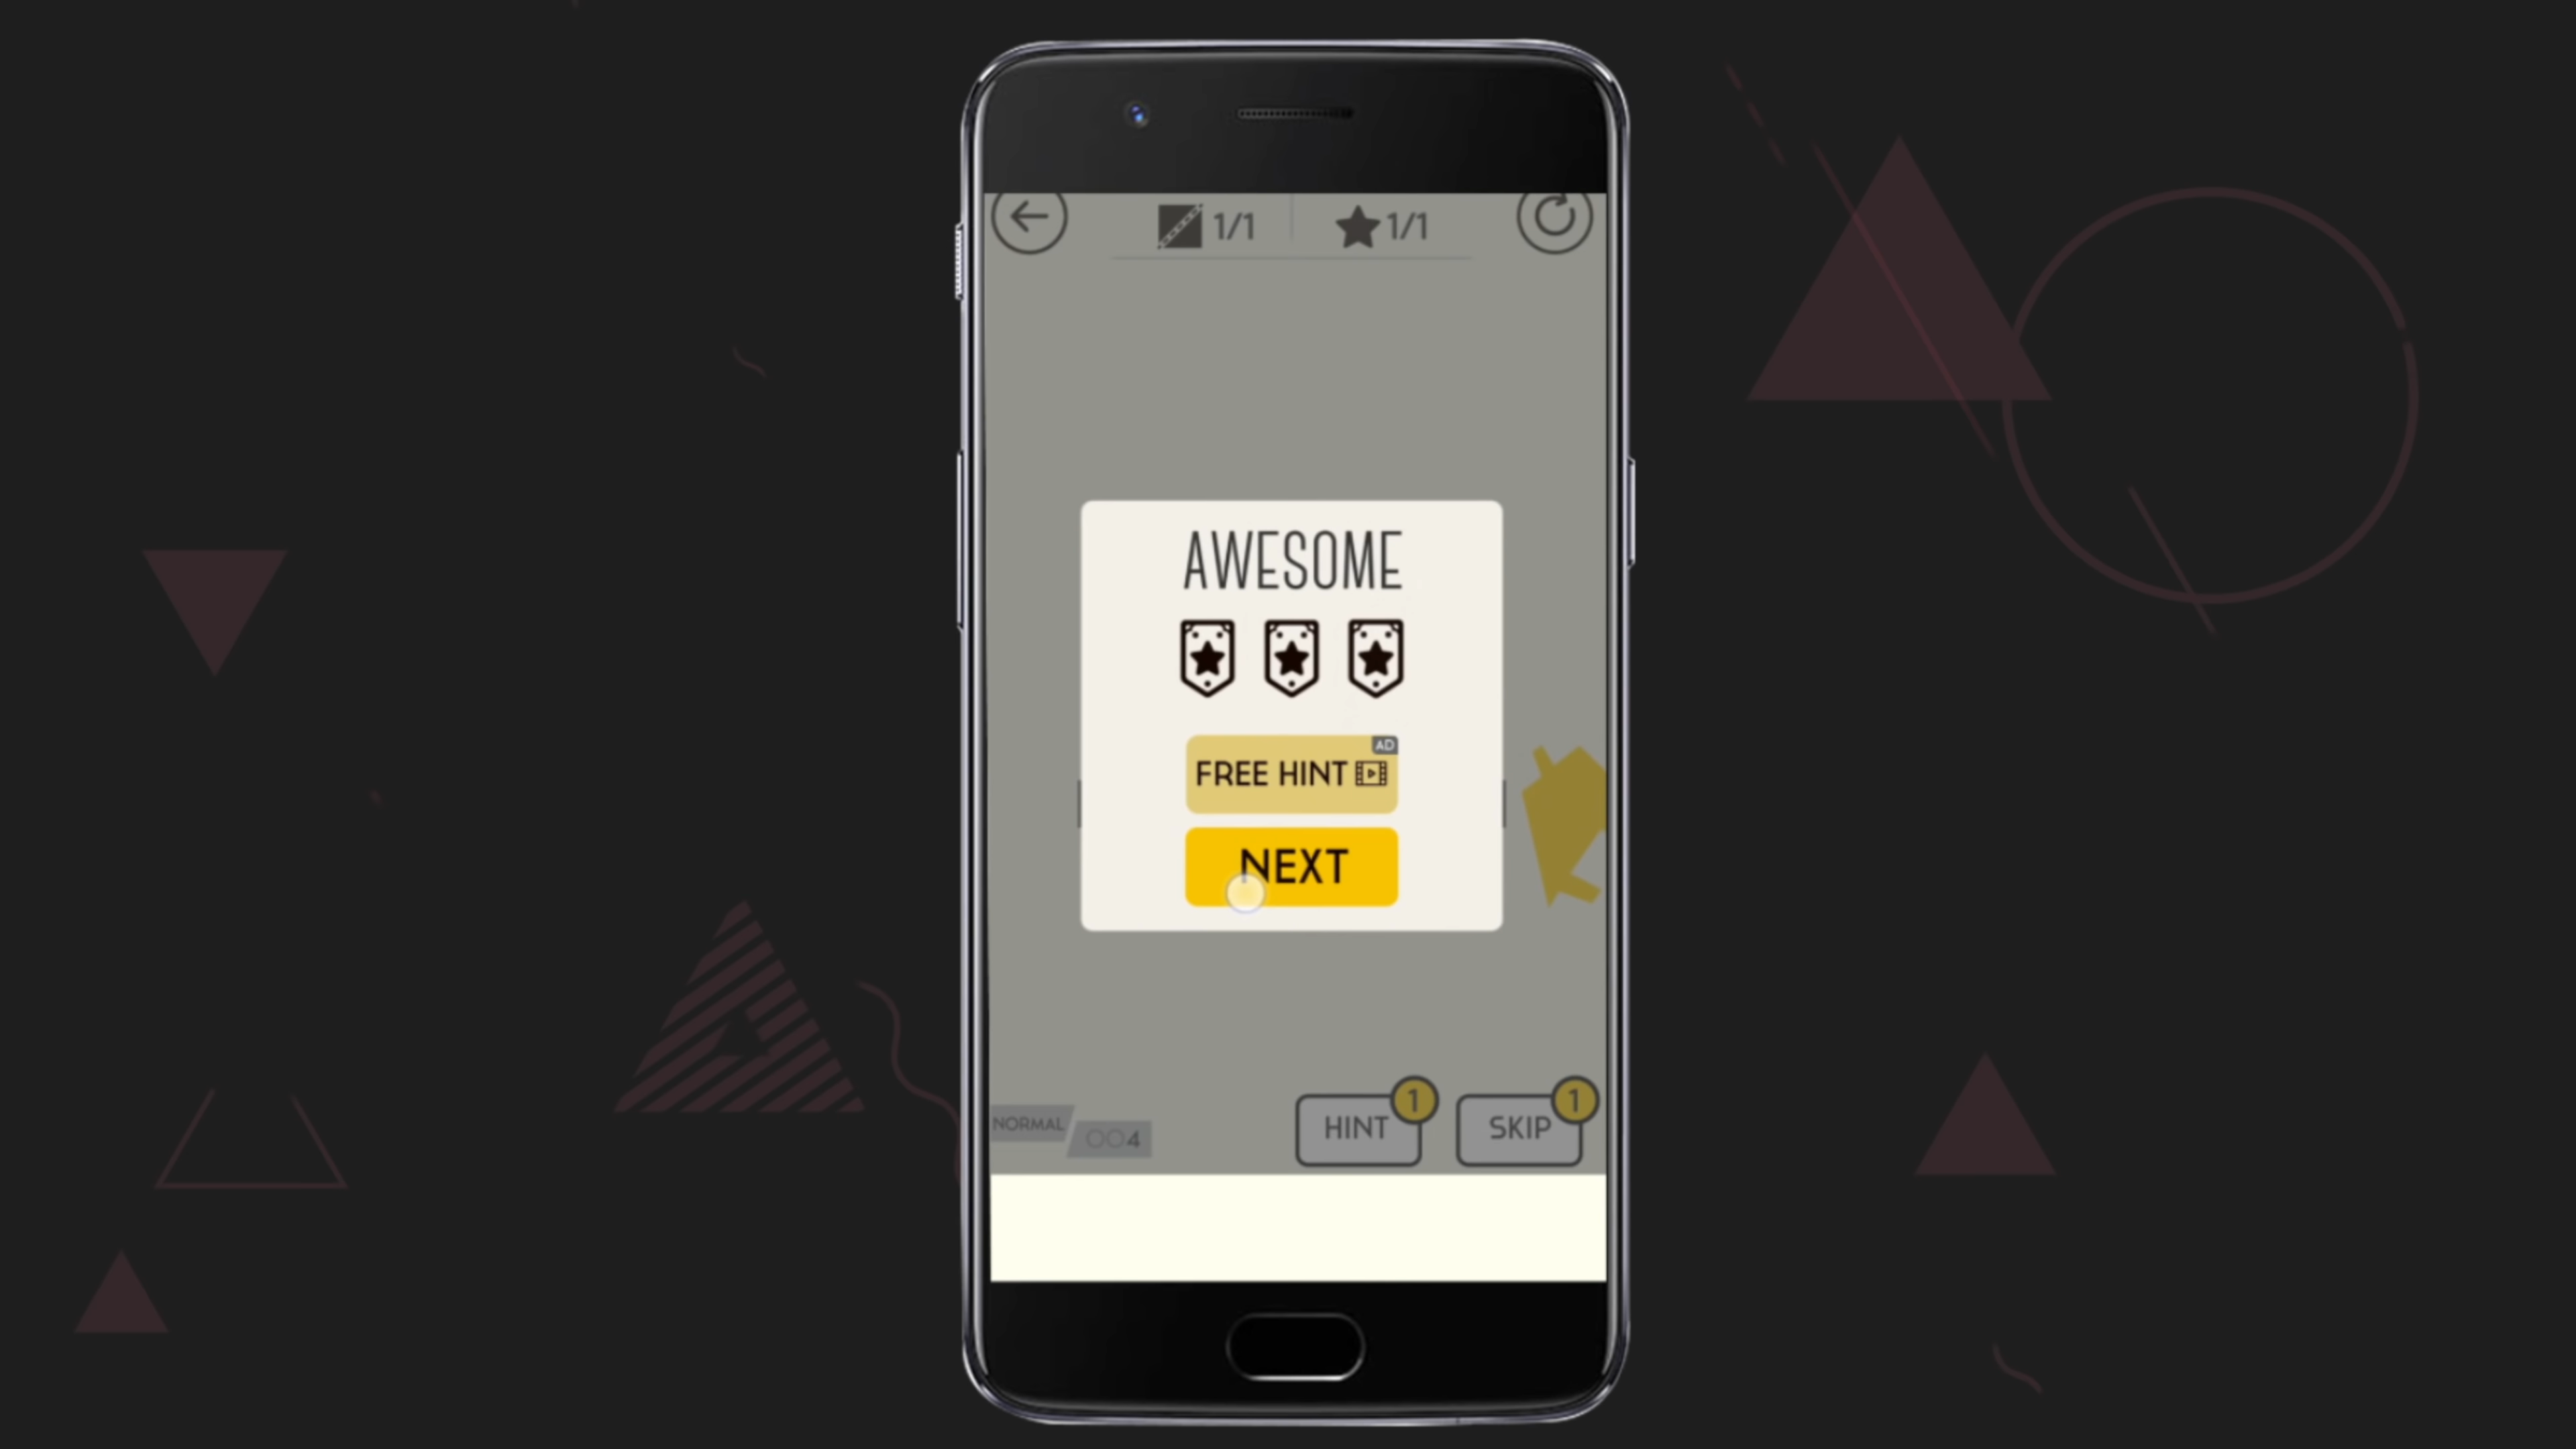 1/1
1/1
AWESOME
AD
FREE HINT
NEXT
NORMAL
004
HINT
1
SKIP
1